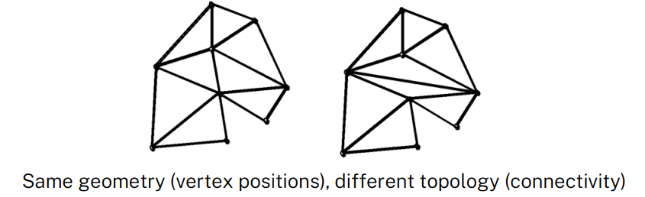 Same geometry (vertex positions), different topology (connectivity)